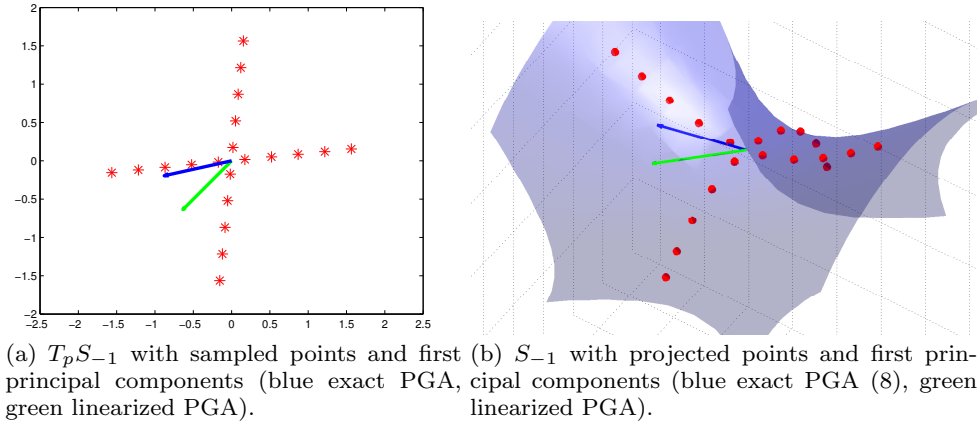 2
1.5
1
0.5
0
−0.5
−1
−1.5
−2
−2.5 −2 −1.5 −1 −0.5 0 0.5 1 1.5 2 2.5
(a) $T_pS_{-1}$ with sampled points and first
principal components (blue exact PGA,
green linearized PGA).
(b) $S_{-1}$ with projected points and first prin-
cipal components (blue exact PGA (8), green
linearized PGA).